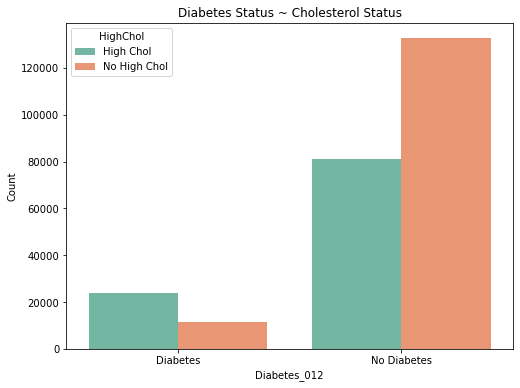 Diabetes Status ~ Cholesterol Status
HighChol
High Chol
No High Chol
120000
100000
80000
60000
40000
20000
0
Count
Diabetes
No Diabetes
Diabetes_012